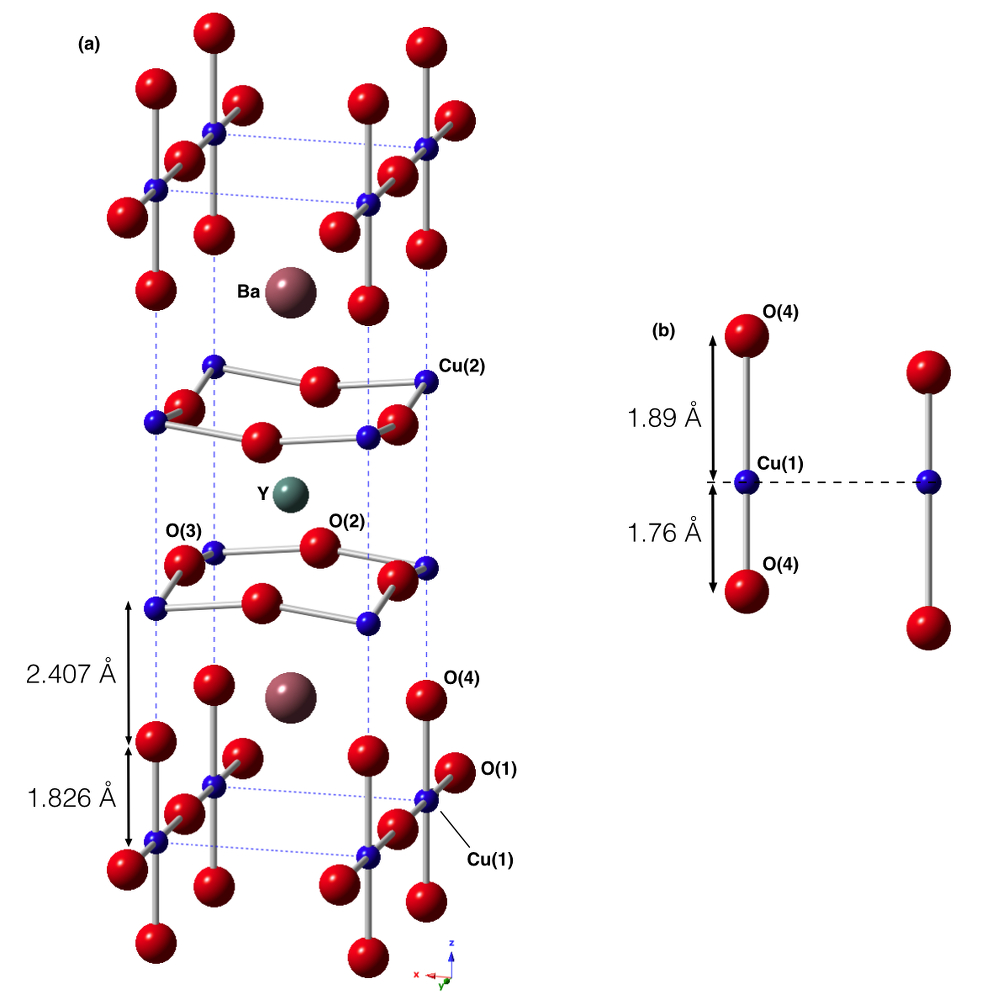 (a)
Ba
Cu(2)
Y
O(3)
O(2)
2.407 Å
O(4)
1.826 Å
O(1)
Cu(1)
z
x
y
(b)
O(4)
1.89 Å
Cu(1)
1.76 Å
O(4)